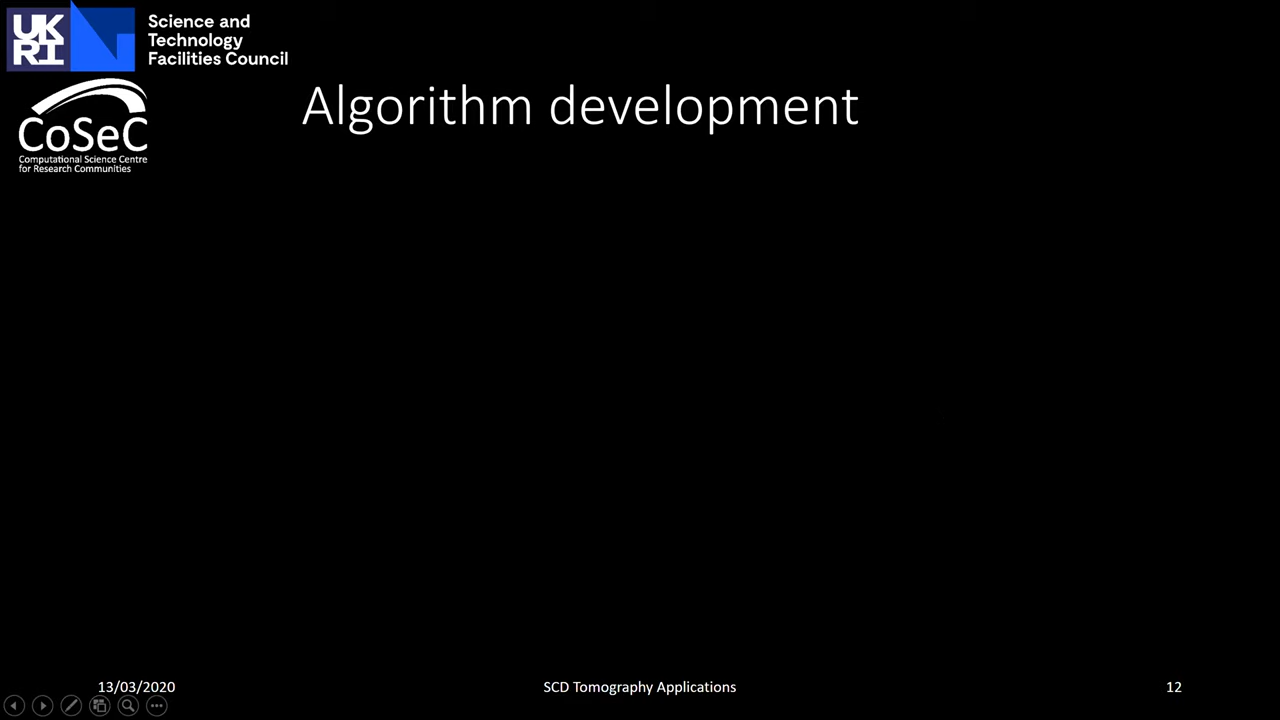 UK
RI
Science and
Technology
Facilities Council
Algorithm development
CoSeC
Computational Science Centre
for Research Communities
13/03/2020
SCD Tomography Applications
12